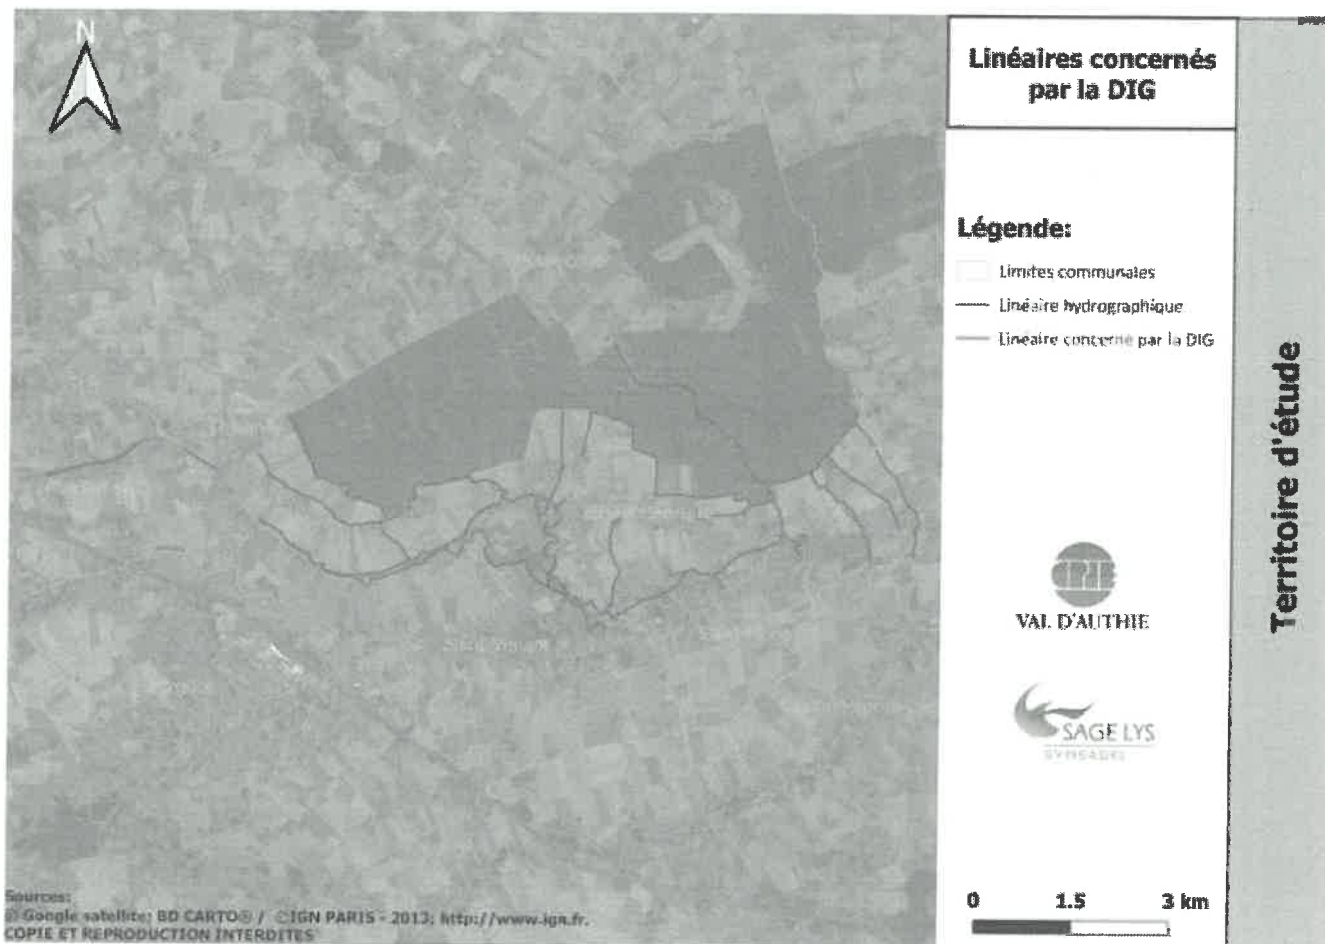 N
Linéaires concernés
par la DIG
Légende:
Limites communales
Linéaire hydrographique
Linéaire concerné par la DIG
CPIE
VAL D'AUTHIE
SAGE LYS
SYMSAGEL
0 1.5 3 km
Territoire d'étude
Sources:
© Google satellite; BD CARTO® / ©IGN PARIS - 2013; http://www.ign.fr.
COPIE ET REPRODUCTION INTERDITES